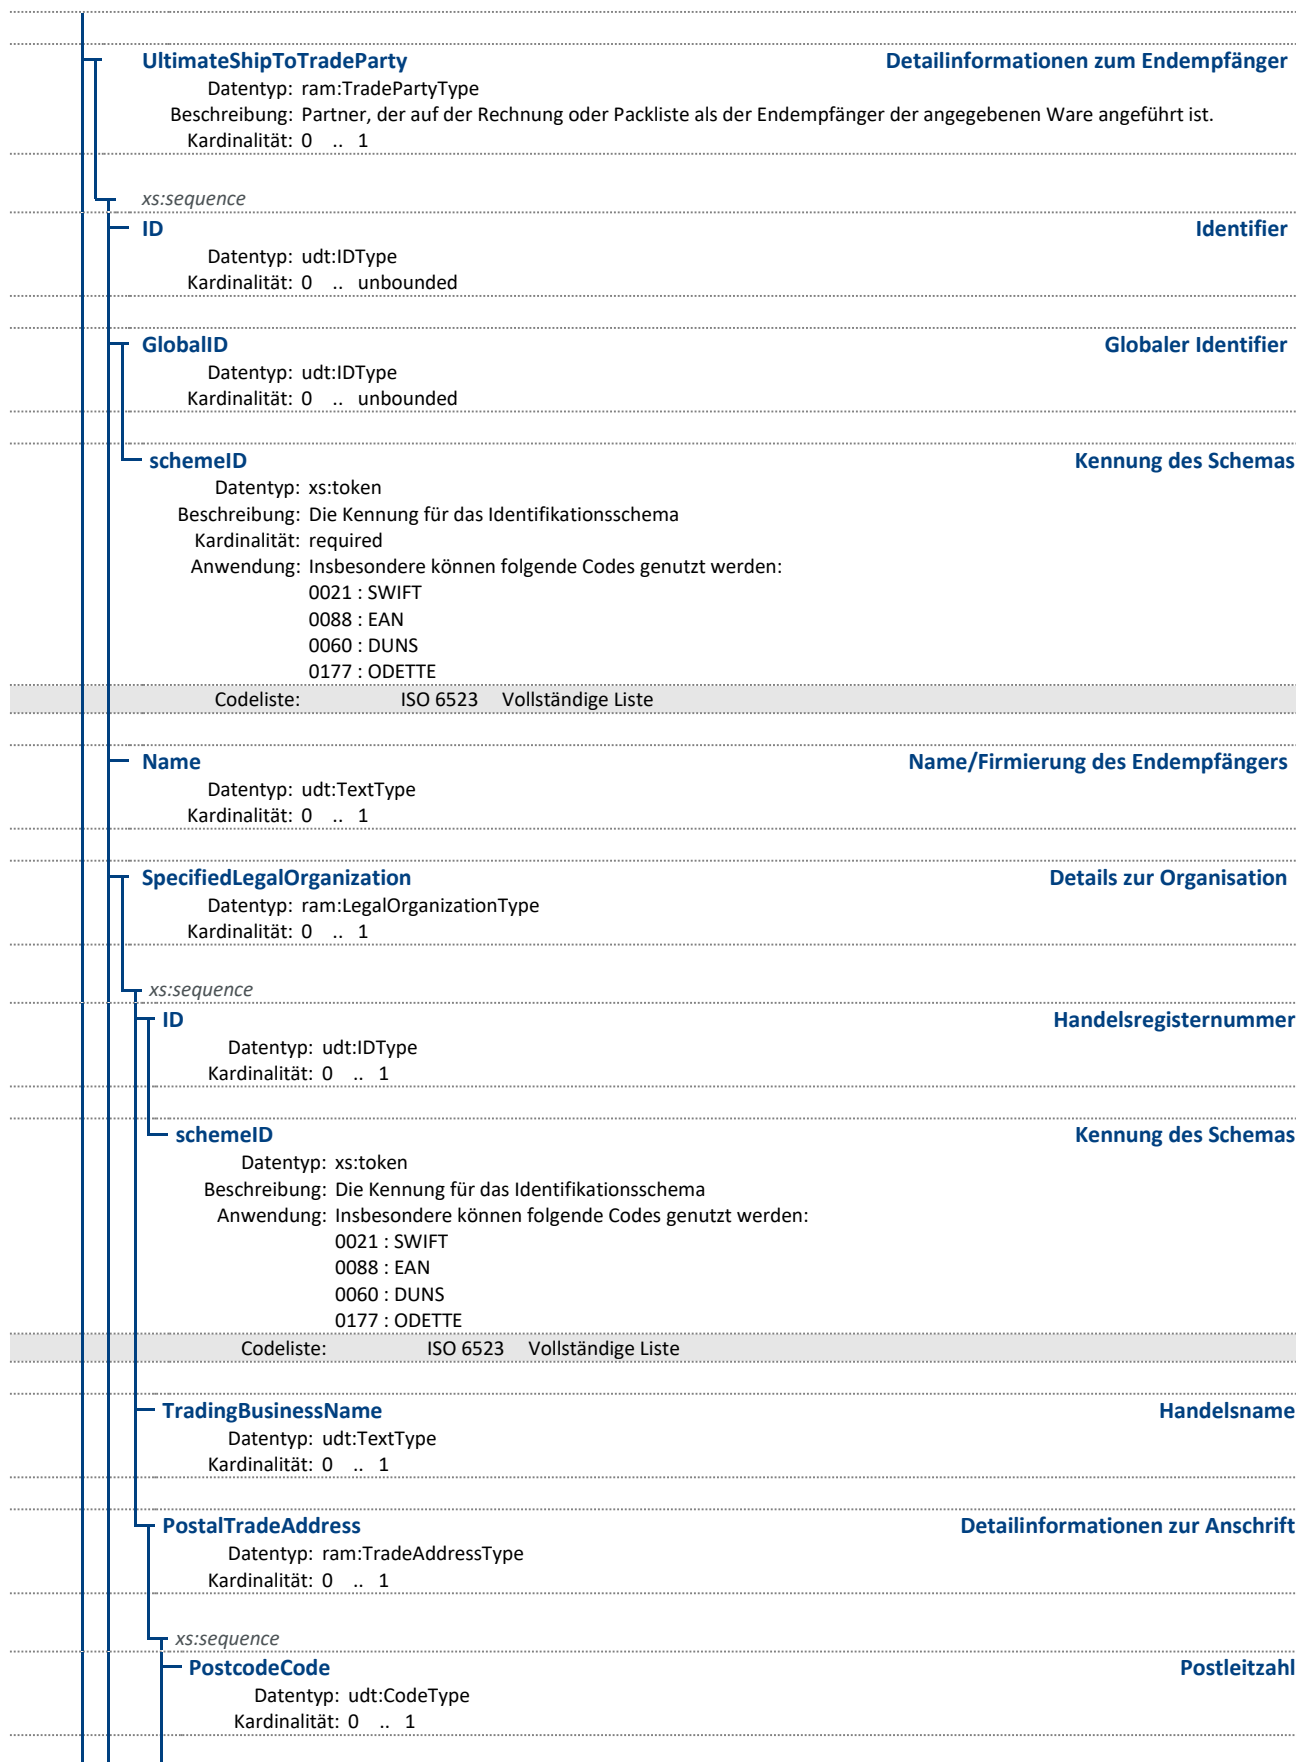 UltimateShipToTradeParty Detailinformationen zum Endempfänger
Datentyp: ram:TradePartyType
Beschreibung: Partner, der auf der Rechnung oder Packliste als der Endempfänger der angegebenen Ware angeführt ist.
Kardinalität: 0 .. 1
xs:sequence
ID Identifier
Datentyp: udt:IDType
Kardinalität: 0 .. unbounded
GlobalID Globaler Identifier
Datentyp: udt:IDType
Kardinalität: 0 .. unbounded
schemeID Kennung des Schemas
Datentyp: xs:token
Beschreibung: Die Kennung für das Identifikationsschema
Kardinalität: required
Anwendung: Insbesondere können folgende Codes genutzt werden:
0021 : SWIFT
0088 : EAN
0060 : DUNS
0177 : ODETTE
Codeliste: ISO 6523 Vollständige Liste
Name Name/Firmierung des Endempfängers
Datentyp: udt:TextType
Kardinalität: 0 .. 1
SpecifiedLegalOrganization Details zur Organisation
Datentyp: ram:LegalOrganizationType
Kardinalität: 0 .. 1
xs:sequence
ID Handelsregisternummer
Datentyp: udt:IDType
Kardinalität: 0 .. 1
schemeID Kennung des Schemas
Datentyp: xs:token
Beschreibung: Die Kennung für das Identifikationsschema
Anwendung: Insbesondere können folgende Codes genutzt werden:
0021 : SWIFT
0088 : EAN
0060 : DUNS
0177 : ODETTE
Codeliste: ISO 6523 Vollständige Liste
TradingBusinessName Handelsname
Datentyp: udt:TextType
Kardinalität: 0 .. 1
PostalTradeAddress Detailinformationen zur Anschrift
Datentyp: ram:TradeAddressType
Kardinalität: 0 .. 1
xs:sequence
PostcodeCode Postleitzahl
Datentyp: udt:CodeType
Kardinalität: 0 .. 1